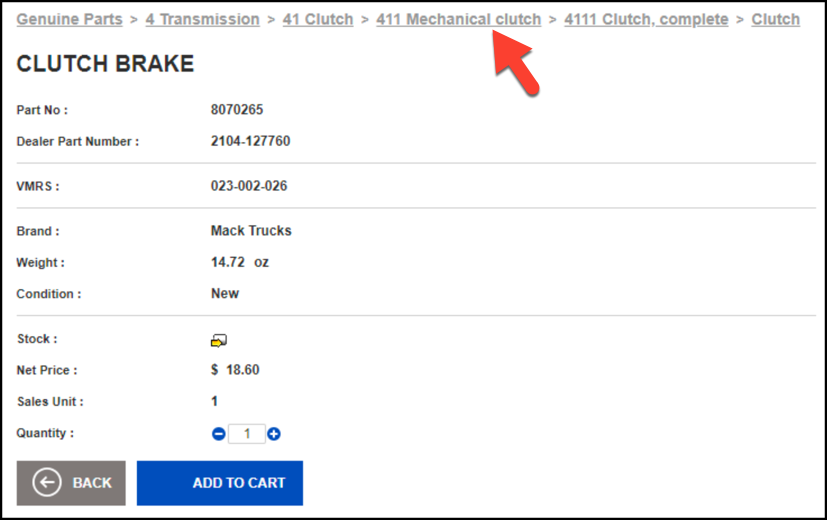 Genuine Parts > 4 Transmission > 41 Clutch > 411 Mechanical clutch > 4111 Clutch, complete > Clutch
CLUTCH BRAKE
Part No : 8070265
Dealer Part Number : 2104-127760
VMRS : 023-002-026
Brand : Mack Trucks
Weight : 14.72 oz
Condition : New
Stock :
Net Price : $ 18.60
Sales Unit : 1
Quantity : 1
BACK ADD TO CART